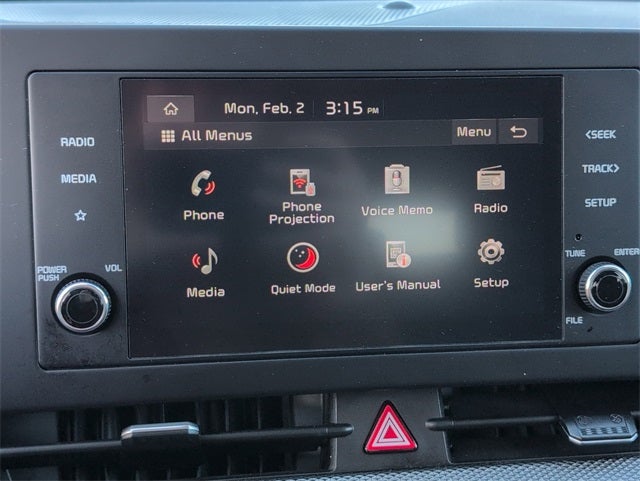 Mon, Feb. 2 3:15 PM
All Menus Menu
RADIO
MEDIA
POWER
PUSH
VOL
Phone
Phone
Projection
Voice Memo
Radio
Media
Quiet Mode
User's Manual
Setup
<SEEK
TRACK>
SETUP
TUNE
ENTER
FILE